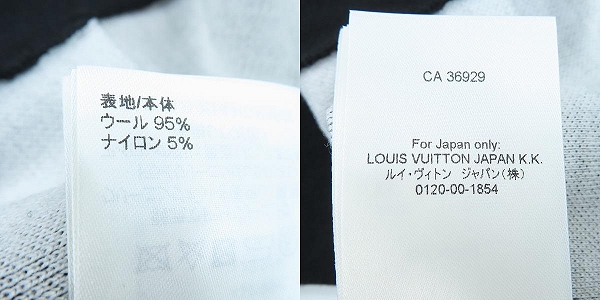 表地/本体
ウール 95%
ナイロン 5%
CA 36929
For Japan only:
LOUIS VUITTON JAPAN K.K.
ルイ・ヴィトン ジャパン(株)
0120-00-1854